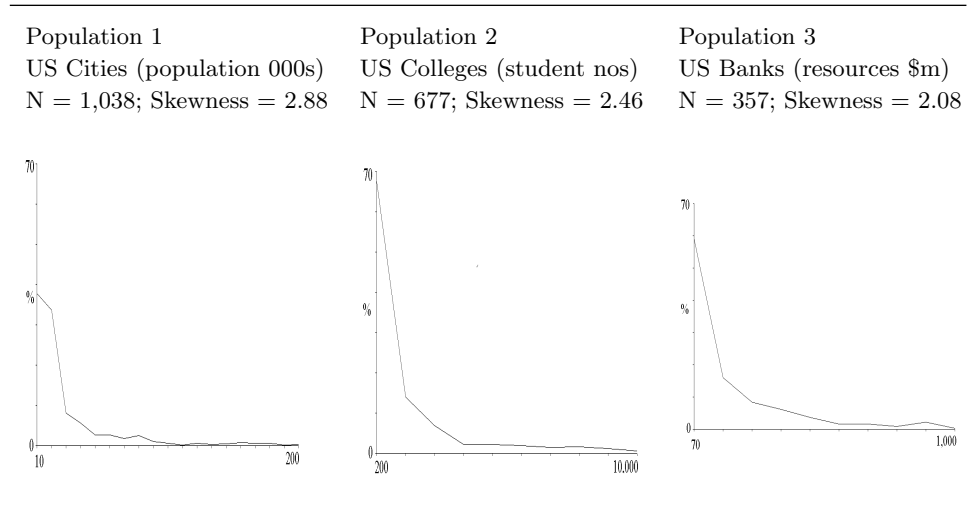 Population 1
US Cities (population 000s)
N = 1,038; Skewness = 2.88
Population 2
US Colleges (student nos)
N = 677; Skewness = 2.46
Population 3
US Banks (resources $m)
N = 357; Skewness = 2.08
70
%
0
10
200
70
%
0
200
10,000
70
%
0
70
1,000